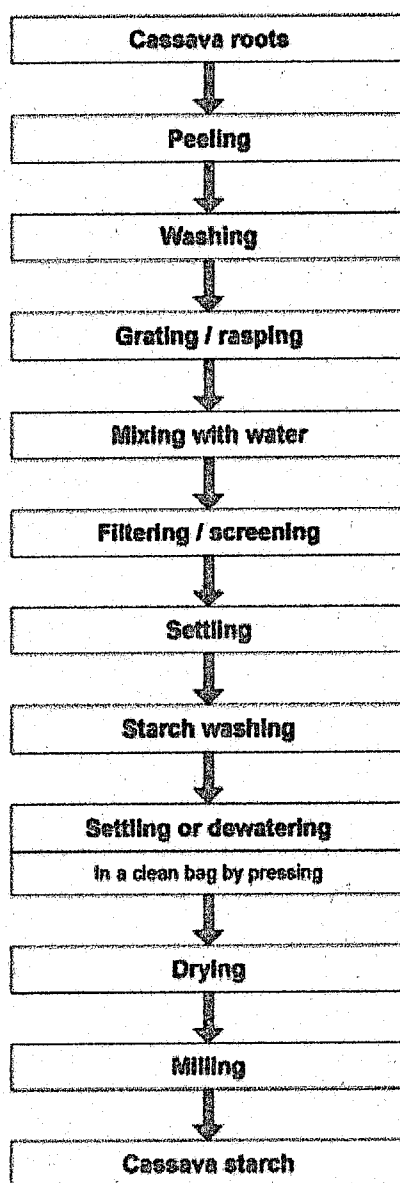 Cassava roots
Peeling
Washing
Grating / rasping
Mixing with water
Filtering / screening
Settling
Starch washing
Settling or dewatering
In a clean bag by pressing
Drying
Milling
Cassava starch